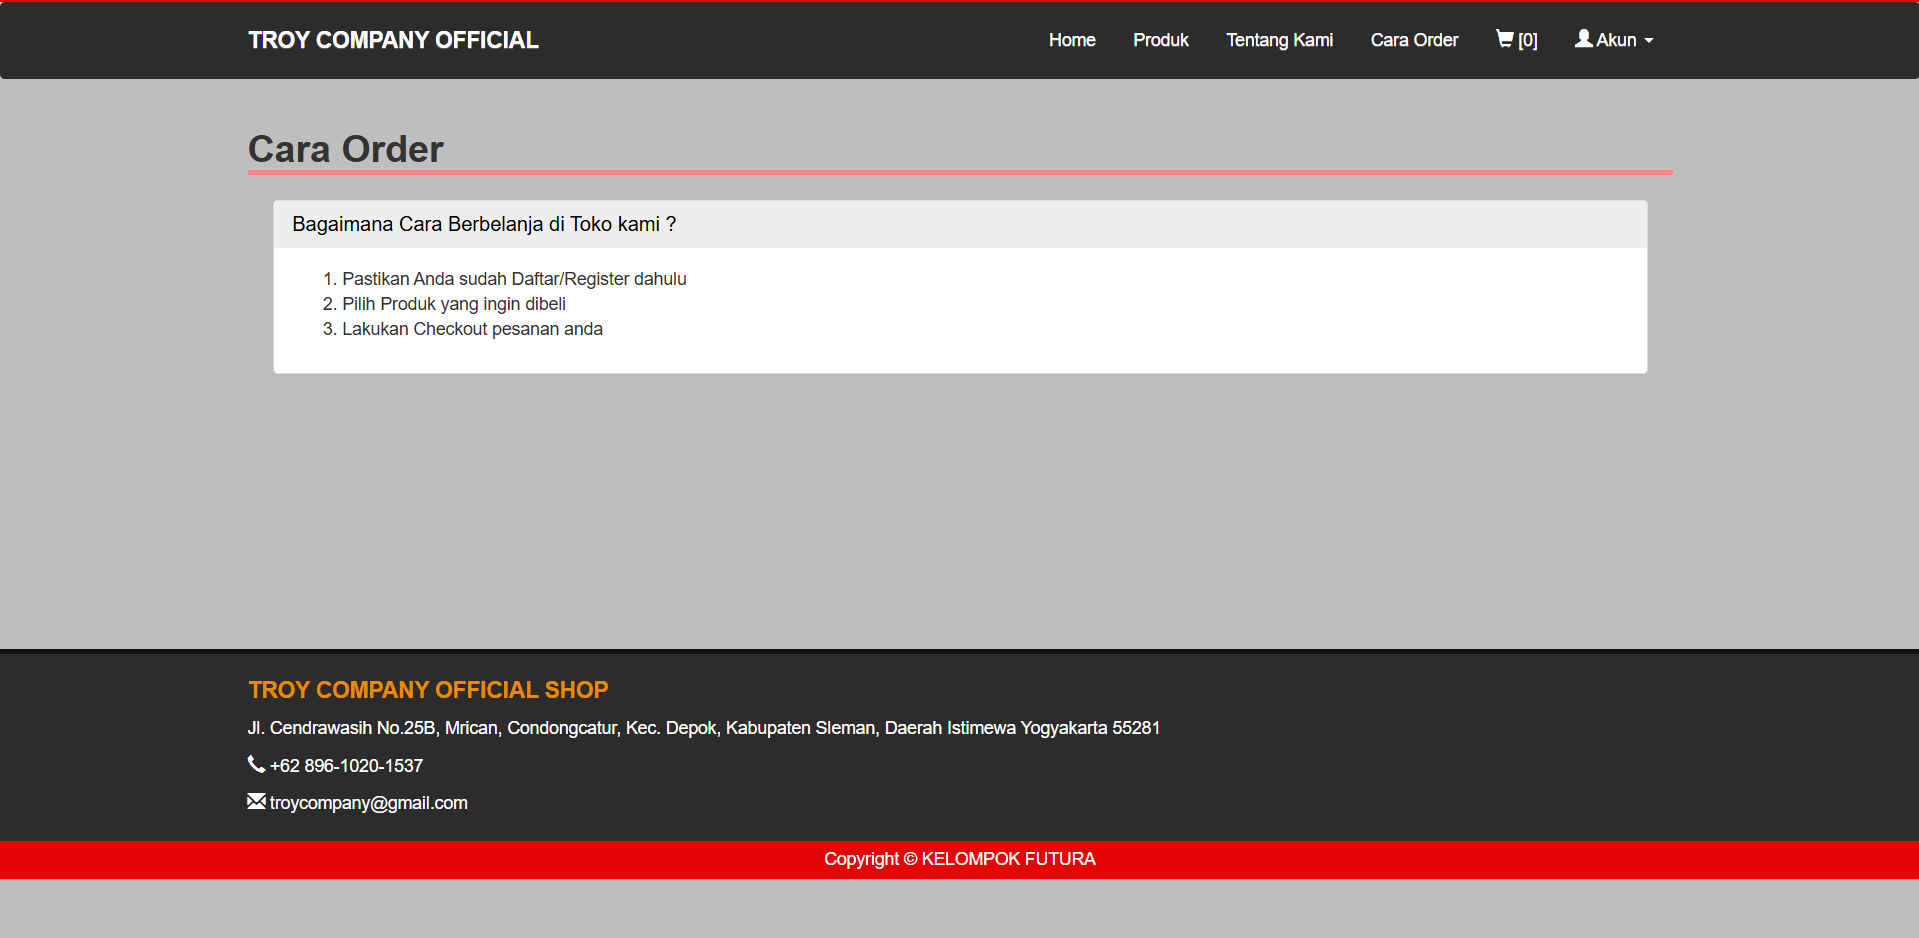 TROY COMPANY OFFICIAL
Home Produk Tentang Kami Cara Order [0] Akun
Cara Order
Bagaimana Cara Berbelanja di Toko kami ?
1. Pastikan Anda sudah Daftar/Register dahulu
2. Pilih Produk yang ingin dibeli
3. Lakukan Checkout pesanan anda
TROY COMPANY OFFICIAL SHOP
Jl. Cendrawasih No.25B, Mrican, Condongcatur, Kec. Depok, Kabupaten Sleman, Daerah Istimewa Yogyakarta 55281
+62 896-1020-1537
troycompany@gmail.com
Copyright © KELOMPOK FUTURA